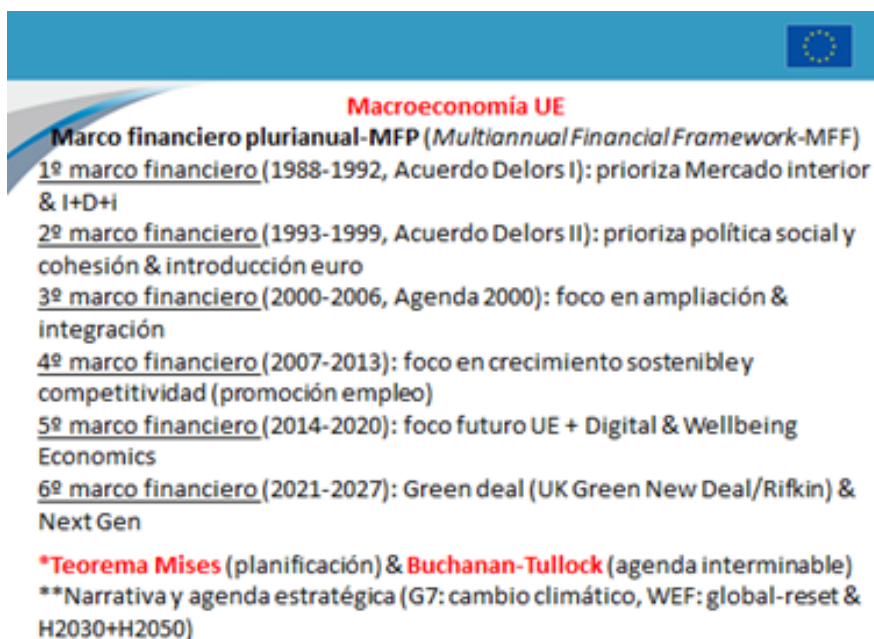 Macroeconomía UE
Marco financiero plurianual-MFP (Multiannual Financial Framework-MFF)
1º marco financiero (1988-1992, Acuerdo Delors I): prioriza Mercado interior
& I+D+i
2º marco financiero (1993-1999, Acuerdo Delors II): prioriza política social y
cohesión & introducción euro
3º marco financiero (2000-2006, Agenda 2000): foco en ampliación &
integración
4º marco financiero (2007-2013): foco en crecimiento sostenible y
competitividad (promoción empleo)
5º marco financiero (2014-2020): foco futuro UE + Digital & Wellbeing
Economics
6º marco financiero (2021-2027): Green deal (UK Green New Deal/Rifkin) &
Next Gen
*Teorema Mises (planificación) & Buchanan-Tullock (agenda interminable)
**Narrativa y agenda estratégica (G7: cambio climático, WEF: global-reset &
H2030+H2050)